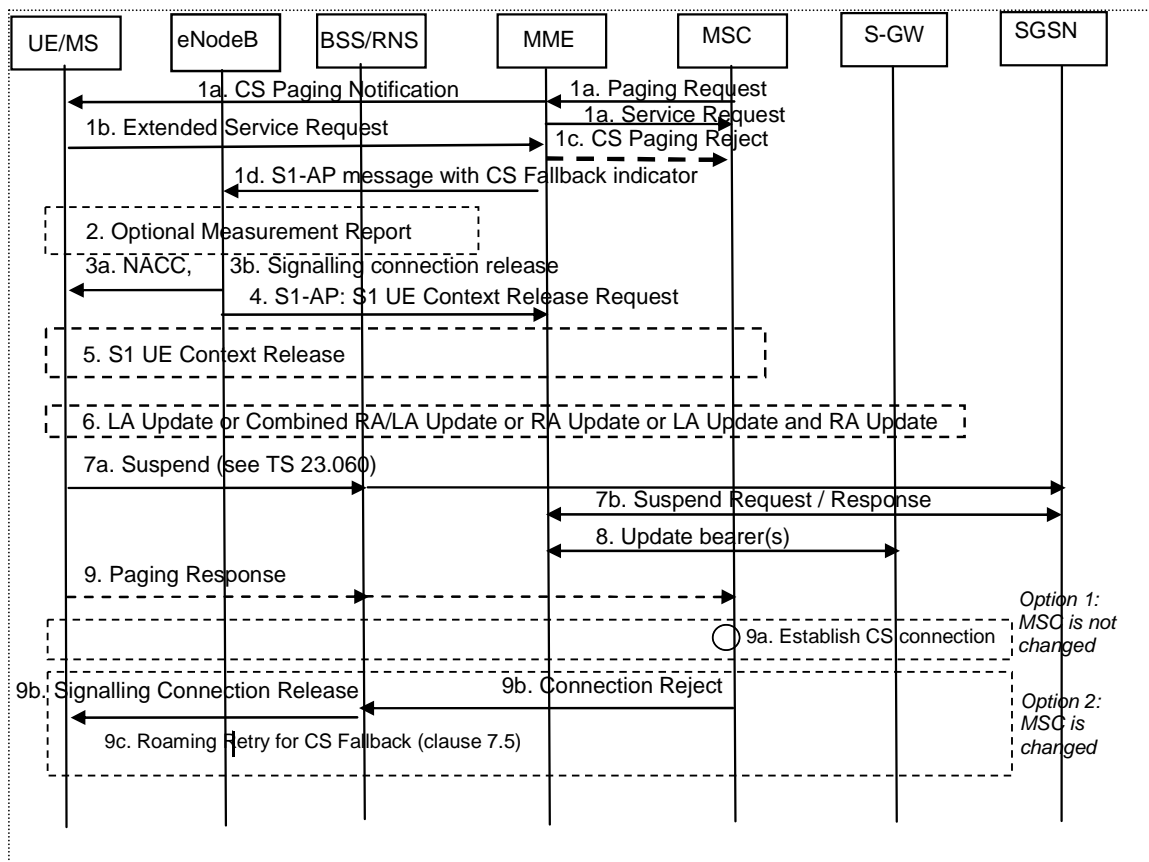 UE/MS
eNodeB
BSS/RNS
MME
MSC
S-GW
SGSN
1a. CS Paging Notification
1a. Paging Request
1a. Service Request
1b. Extended Service Request
1c. CS Paging Reject
1d. S1-AP message with CS Fallback indicator
2. Optional Measurement Report
3a. NACC,
3b. Signalling connection release
4. S1-AP: S1 UE Context Release Request
5. S1 UE Context Release
6. LA Update or Combined RA/LA Update or RA Update or LA Update and RA Update
7a. Suspend (see TS 23.060)
7b. Suspend Request / Response
8. Update bearer(s)
9. Paging Response
Option 1:
MSC is not
changed
9a. Establish CS connection
9b. Signalling Connection Release
9b. Connection Reject
Option 2:
MSC is
changed
9c. Roaming Retry for CS Fallback (clause 7.5)